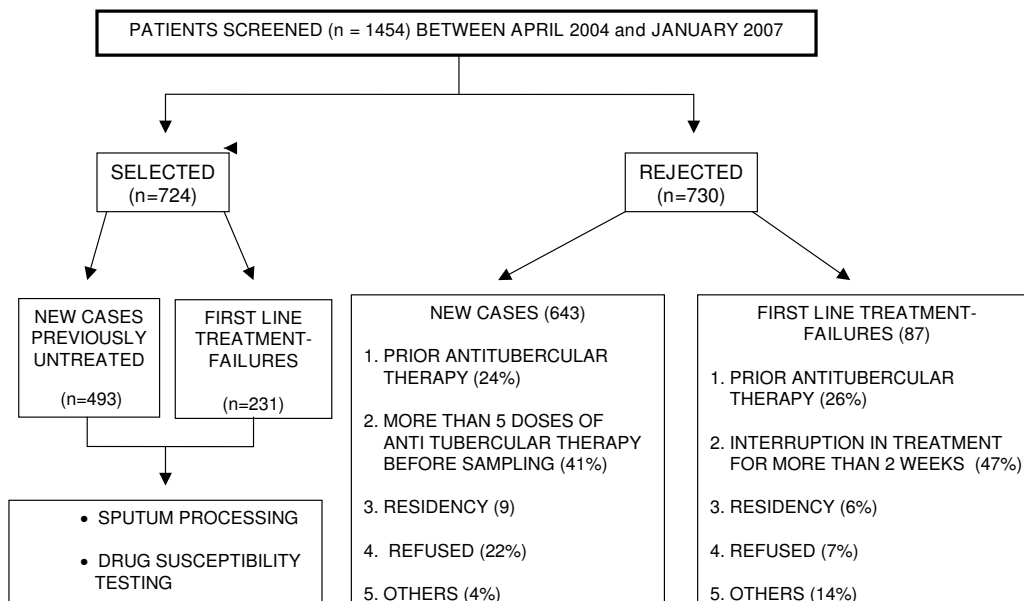 PATIENTS SCREENED (n = 1454) BETWEEN APRIL 2004 and JANUARY 2007
SELECTED
(n=724)
REJECTED
(n=730)
NEW CASES
PREVIOUSLY
UNTREATED
(n=493)
FIRST LINE
TREATMENT-
FAILURES
(n=231)
NEW CASES (643)
1. PRIOR ANTITUBERCULAR
THERAPY (24%)
2. MORE THAN 5 DOSES OF
ANTI TUBERCULAR THERAPY
BEFORE SAMPLING (41%)
3. RESIDENCY (9)
4. REFUSED (22%)
5. OTHERS (4%)
FIRST LINE TREATMENT-
FAILURES (87)
1. PRIOR ANTITUBERCULAR
THERAPY (26%)
2. INTERRUPTION IN TREATMENT
FOR MORE THAN 2 WEEKS (47%)
3. RESIDENCY (6%)
4. REFUSED (7%)
5. OTHERS (14%)
• SPUTUM PROCESSING
• DRUG SUSCEPTIBILITY
TESTING